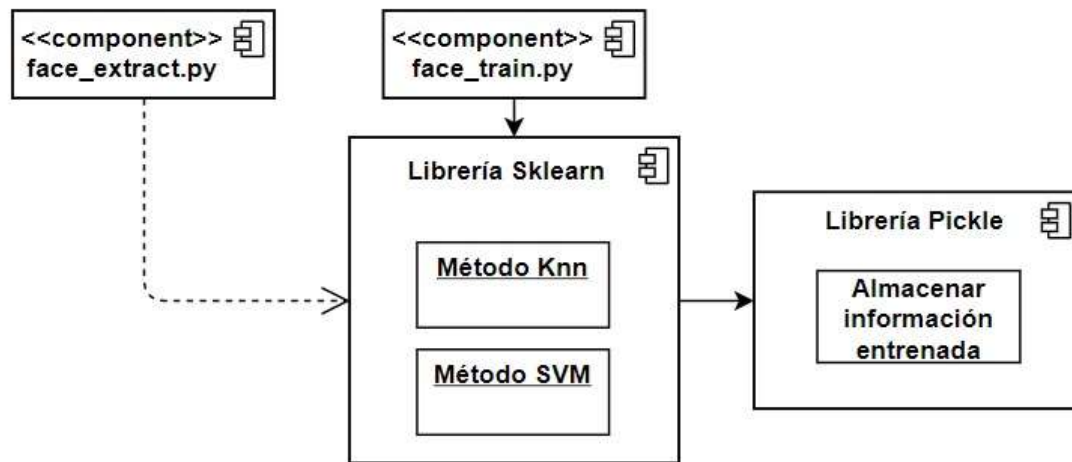 <<component>>
face_extract.py
<<component>>
face_train.py
Librería Sklearn
Método Knn
Método SVM
Librería Pickle
Almacenar
información
entrenada